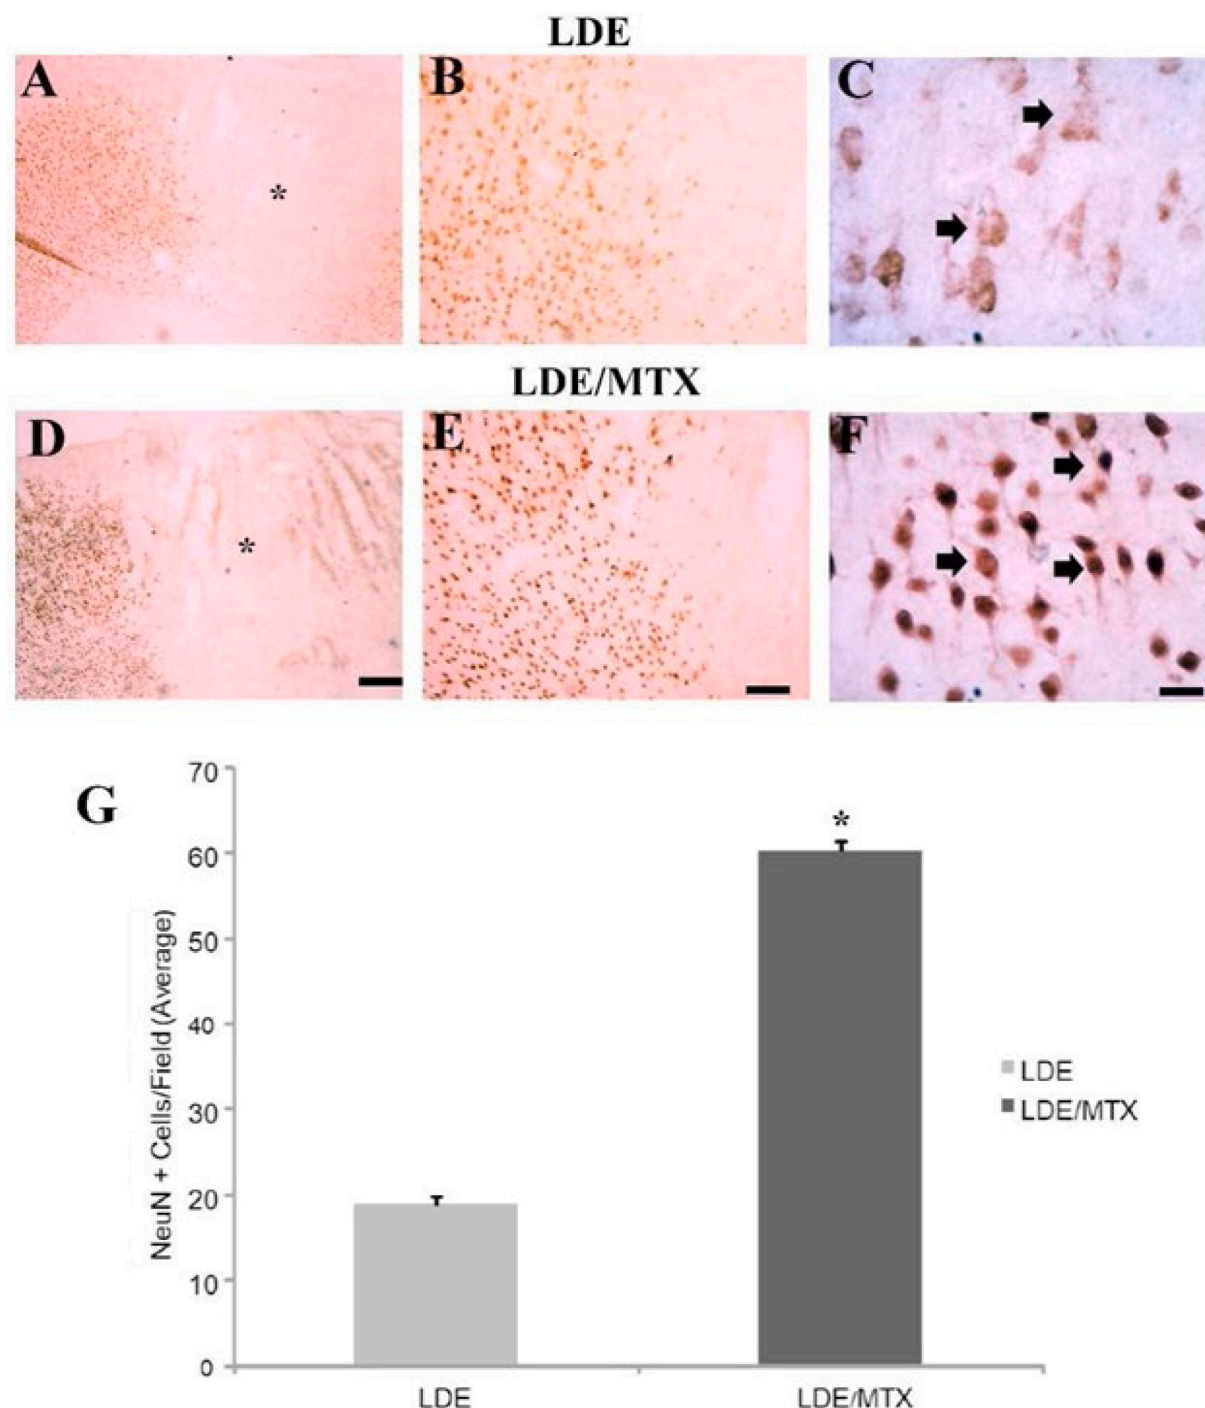 LDE
A
B
C
*
LDE/MTX
D
E
F
*
G
NeuN + Cells/Field (Average)
70
60
50
40
30
20
10
0
*
LDE
LDE/MTX
LDE
LDE/MTX